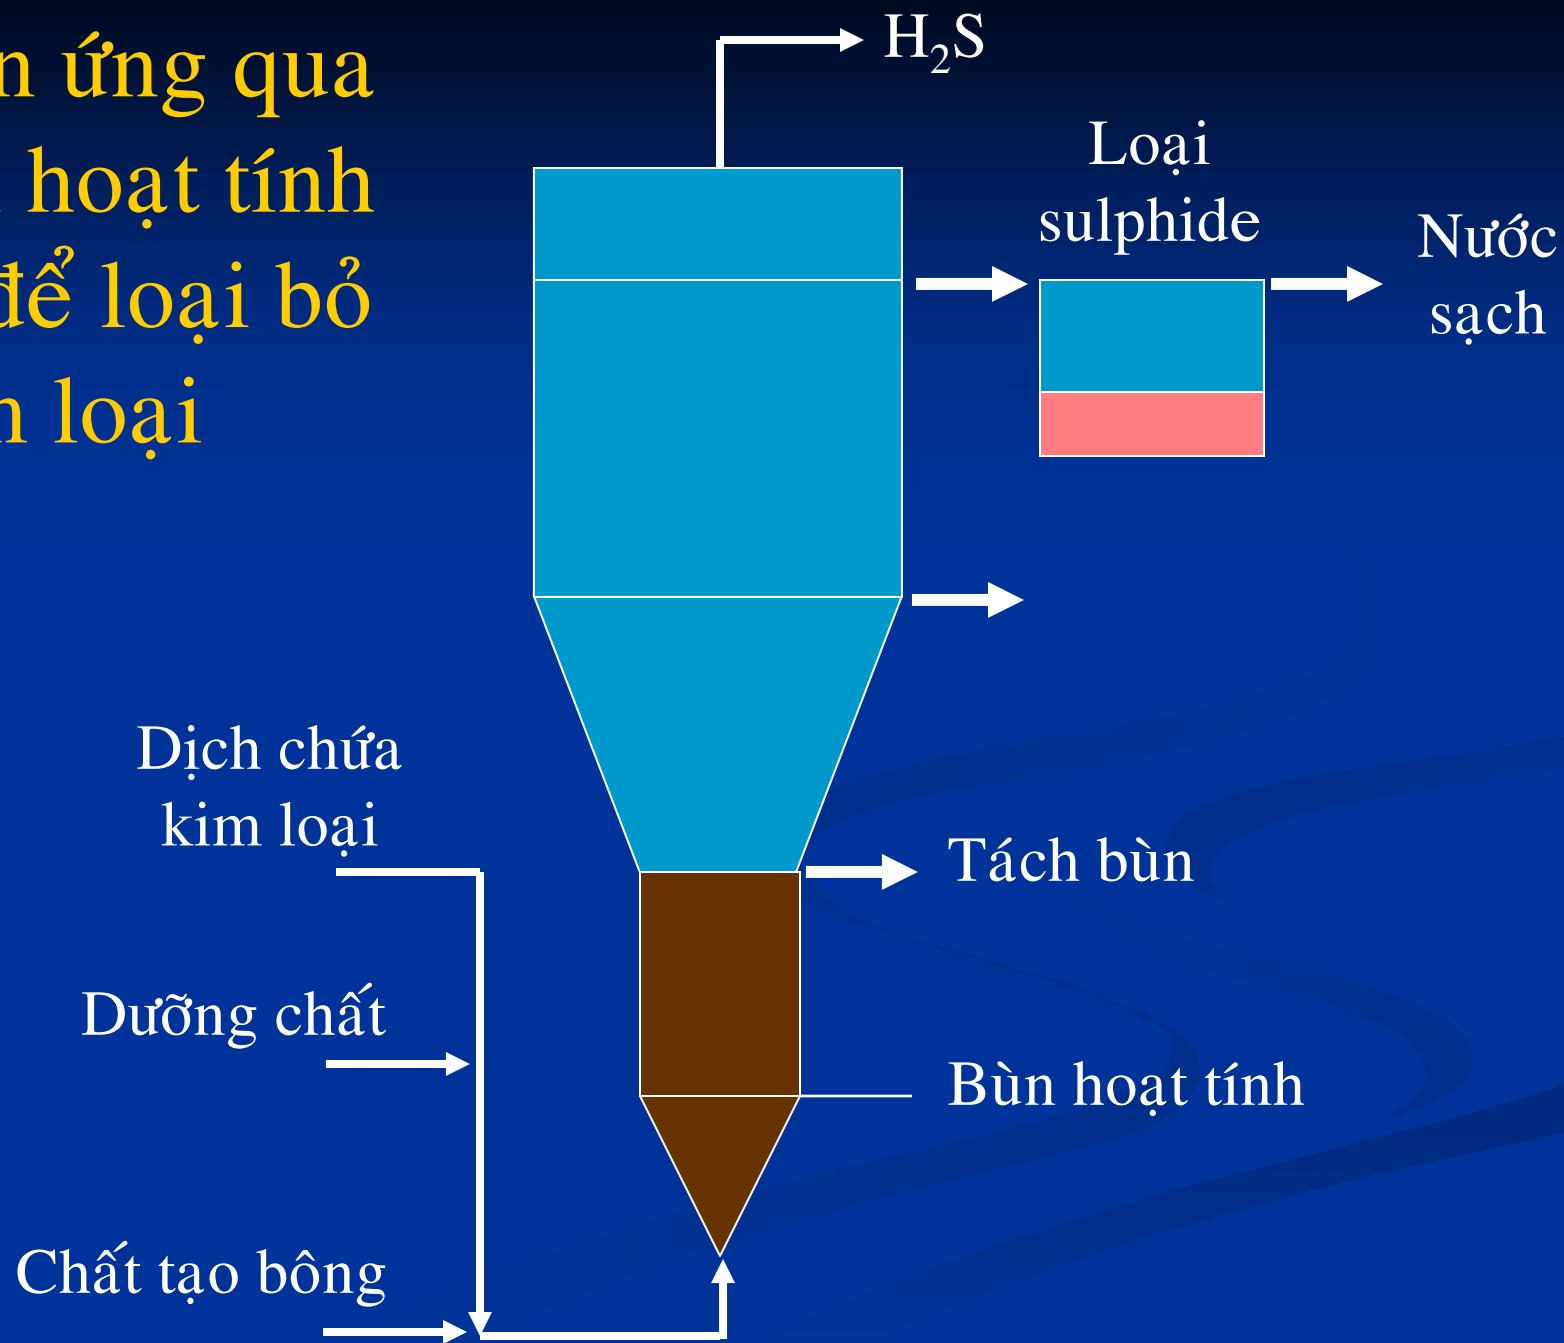 ứng qua
hoạt tính
để loại bỏ
loại
H₂S
Loại
sulphide
Nước
sạch
Dịch chứa
kim loại
Tách bùn
Dưỡng chất
Bùn hoạt tính
Chất tạo bông